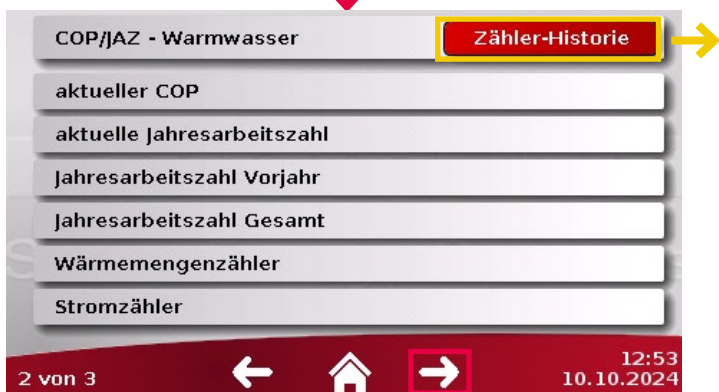 COP/JAZ - Warmwasser Zähler-Historie
aktueller COP
aktuelle Jahresarbeitszahl
Jahresarbeitszahl Vorjahr
Jahresarbeitszahl Gesamt
Wärmemengenzähler
Stromzähler
2 von 3
12:53
10.10.2024